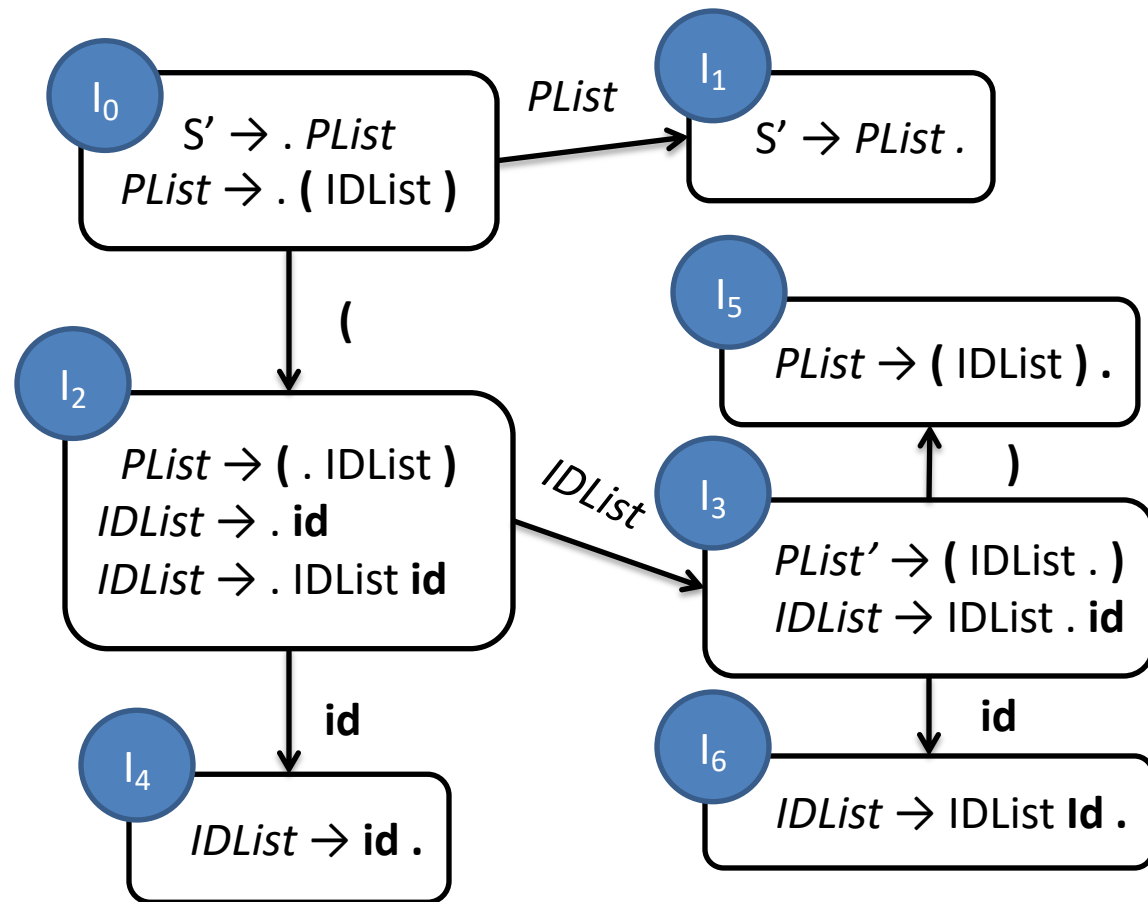 I₀
S’ → . PList
PList → . ( IDList )
PList
I₁
S’ → PList .
(
I₂
PList → ( . IDList )
IDList → . id
IDList → . IDList id
IDList
I₅
PList → ( IDList ) .
)
I₃
PList’ → ( IDList . )
IDList → IDList . id
id
I₄
IDList → id .
id
I₆
IDList → IDList Id .